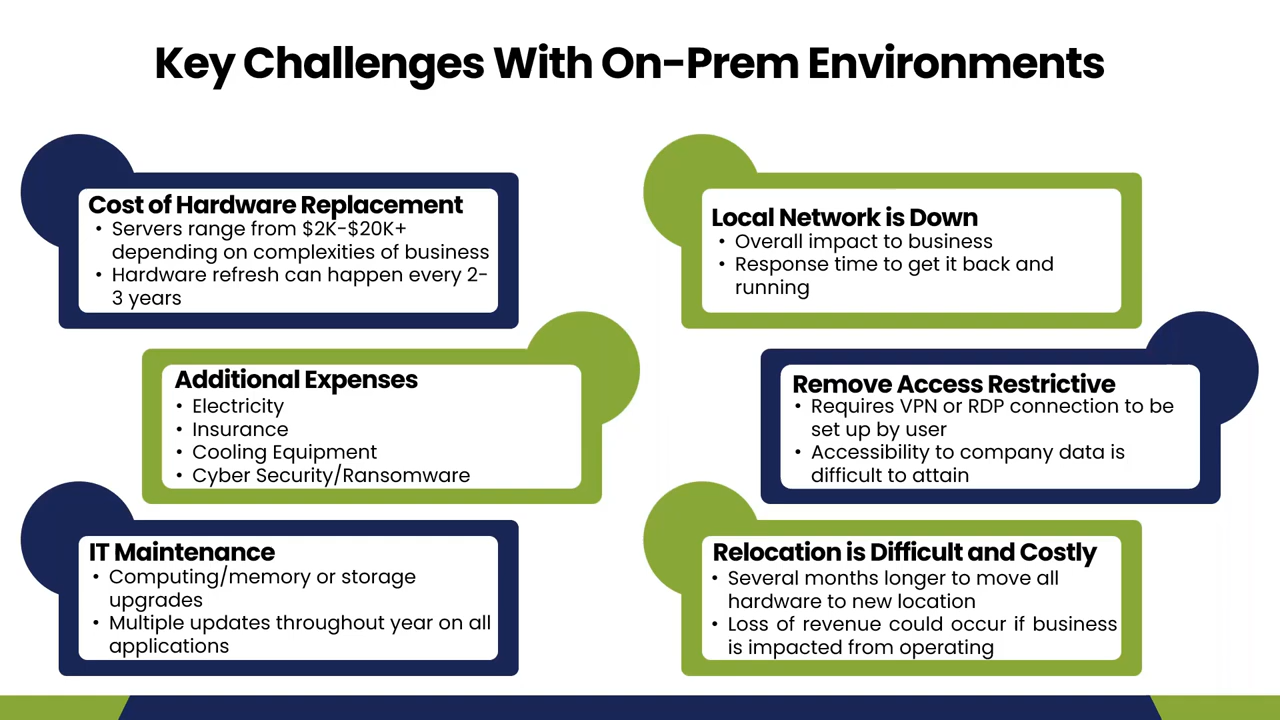 Key Challenges With On-Prem Environments
Cost of Hardware Replacement
• Servers range from $2K-$20K+
depending on complexities of business
• Hardware refresh can happen every 2-
3 years
Additional Expenses
• Electricity
• Insurance
• Cooling Equipment
• Cyber Security/Ransomware
IT Maintenance
• Computing/memory or storage
upgrades
• Multiple updates throughout year on all
applications
Local Network is Down
• Overall impact to business
• Response time to get it back and
running
Remove Access Restrictive
• Requires VPN or RDP connection to be
set up by user
• Accessibility to company data is
difficult to attain
Relocation is Difficult and Costly
• Several months longer to move all
hardware to new location
• Loss of revenue could occur if business
is impacted from operating